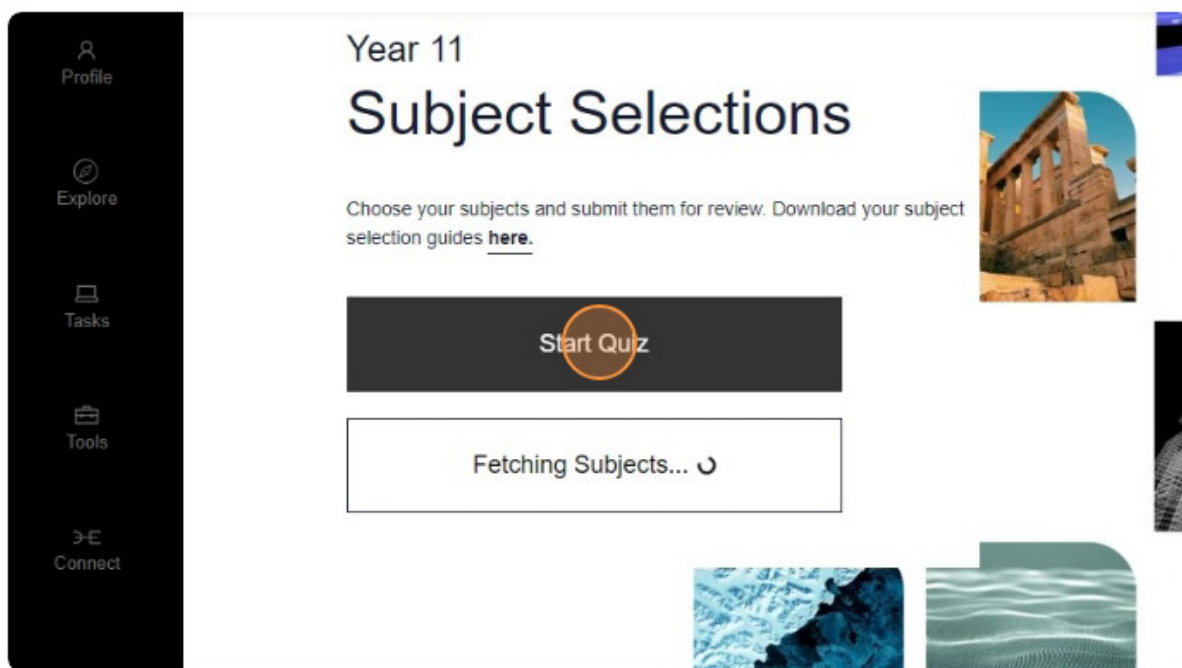 Profile
Explore
Tasks
Tools
Connect
Year 11
Subject Selections
Choose your subjects and submit them for review. Download your subject
selection guides here.
Start Quiz
Fetching Subjects...